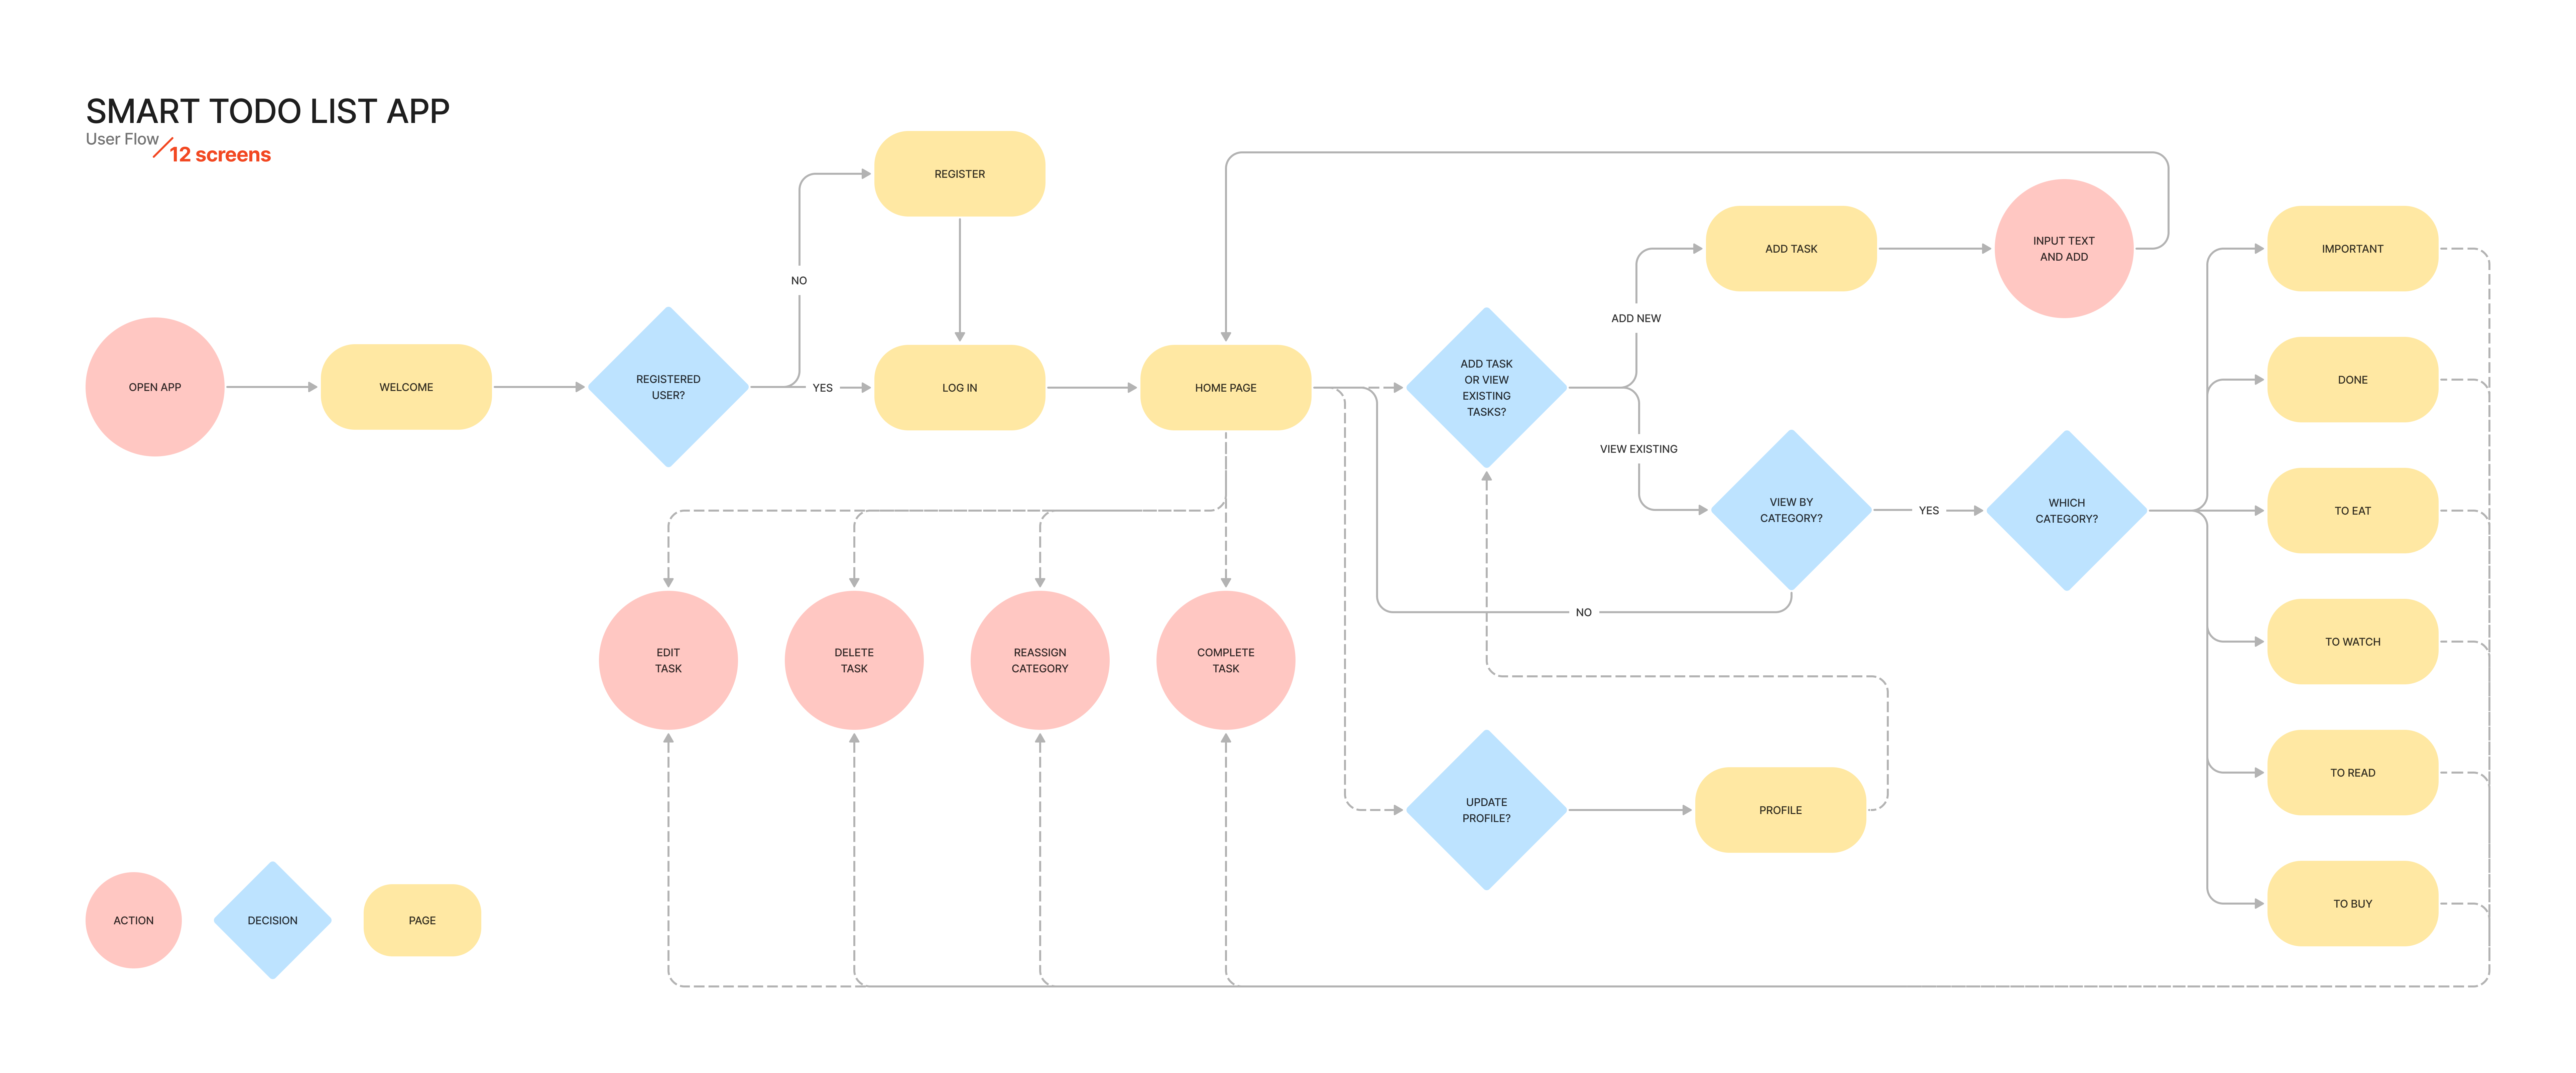 SMART TODO LIST APP
User Flow
12 screens
OPEN APP
WELCOME
REGISTERED
USER?
NO
YES
REGISTER
LOG IN
HOME PAGE
ADD TASK
OR VIEW
EXISTING
TASKS?
ADD NEW
ADD TASK
INPUT TEXT
AND ADD
VIEW EXISTING
VIEW BY
CATEGORY?
YES
NO
WHICH
CATEGORY?
IMPORTANT
DONE
TO EAT
TO WATCH
TO READ
TO BUY
EDIT
TASK
DELETE
TASK
REASSIGN
CATEGORY
COMPLETE
TASK
UPDATE
PROFILE?
PROFILE
ACTION
DECISION
PAGE